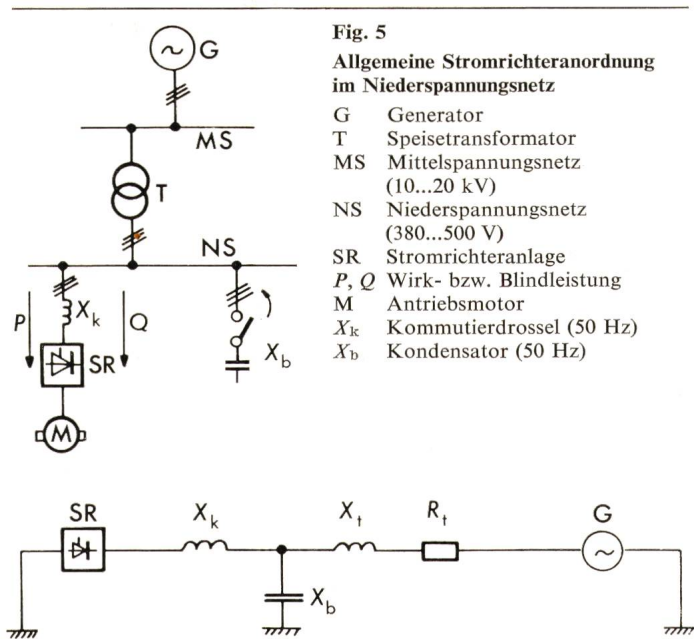 Fig. 5
Allgemeine Stromrichteranordnung
im Niederspannungsnetz
G Generator
T Speisetransformator
MS Mittelspannungsnetz
(10...20 kV)
NS Niederspannungsnetz
(380...500 V)
SR Stromrichteranlage
P, Q Wirk- bzw. Blindleistung
M Antriebsmotor
Xk Kommutierdrossel (50 Hz)
Xb Kondensator (50 Hz)
G
MS
T
NS
P
Xk
Q
SR
Xb
M
SR
Xk
Xt
Rt
G
Xb